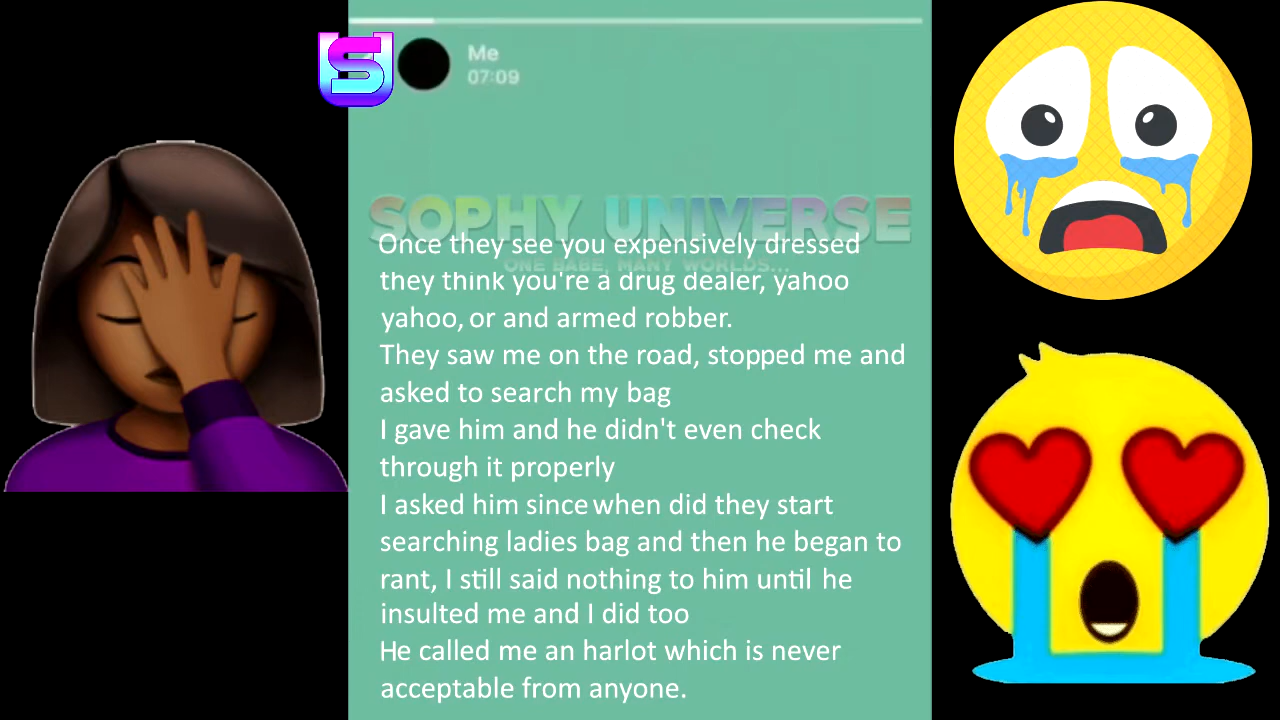 S
Me
07:09
SOPHY UNIVERSE
Once they see you expensively dressed
ONE BABE, MANY WORLDS...
they think you're a drug dealer, yahoo
yahoo, or and armed robber.
They saw me on the road, stopped me and
asked to search my bag
I gave him and he didn't even check
through it properly
I asked him since when did they start
searching ladies bag and then he began to
rant, I still said nothing to him until he
insulted me and I did too
He called me an harlot which is never
acceptable from anyone.